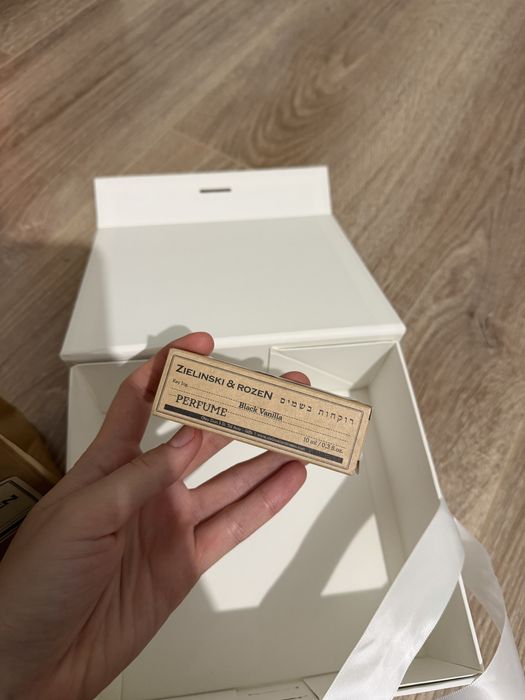 ZIELINSKI & ROZEN
רוקחות בשמים
Key Ing.
Black Vanilla
PERFUME
10 ml / 0.3 fl oz.